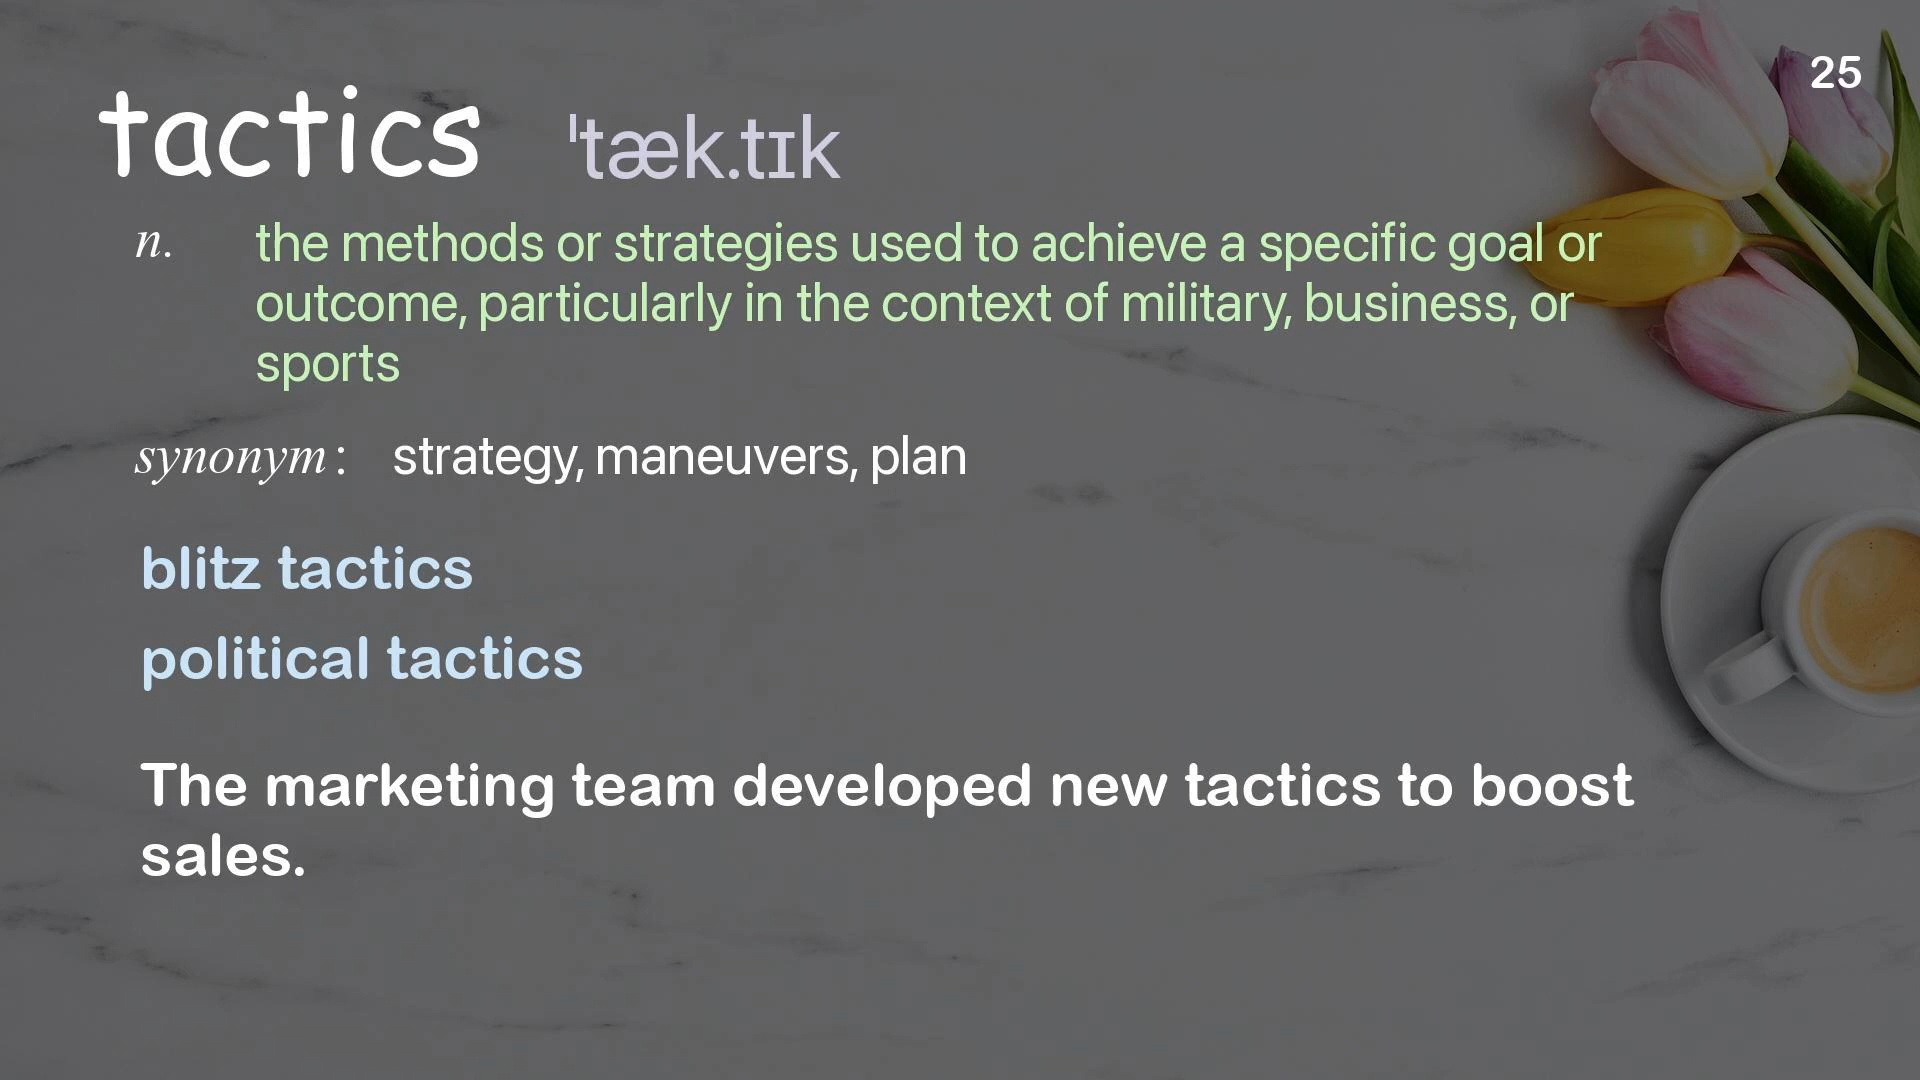 25
tactics ˈtæk.tɪk
n. the methods or strategies used to achieve a specific goal or
outcome, particularly in the context of military, business, or
sports
synonym : strategy, maneuvers, plan
blitz tactics
political tactics
The marketing team developed new tactics to boost
sales.